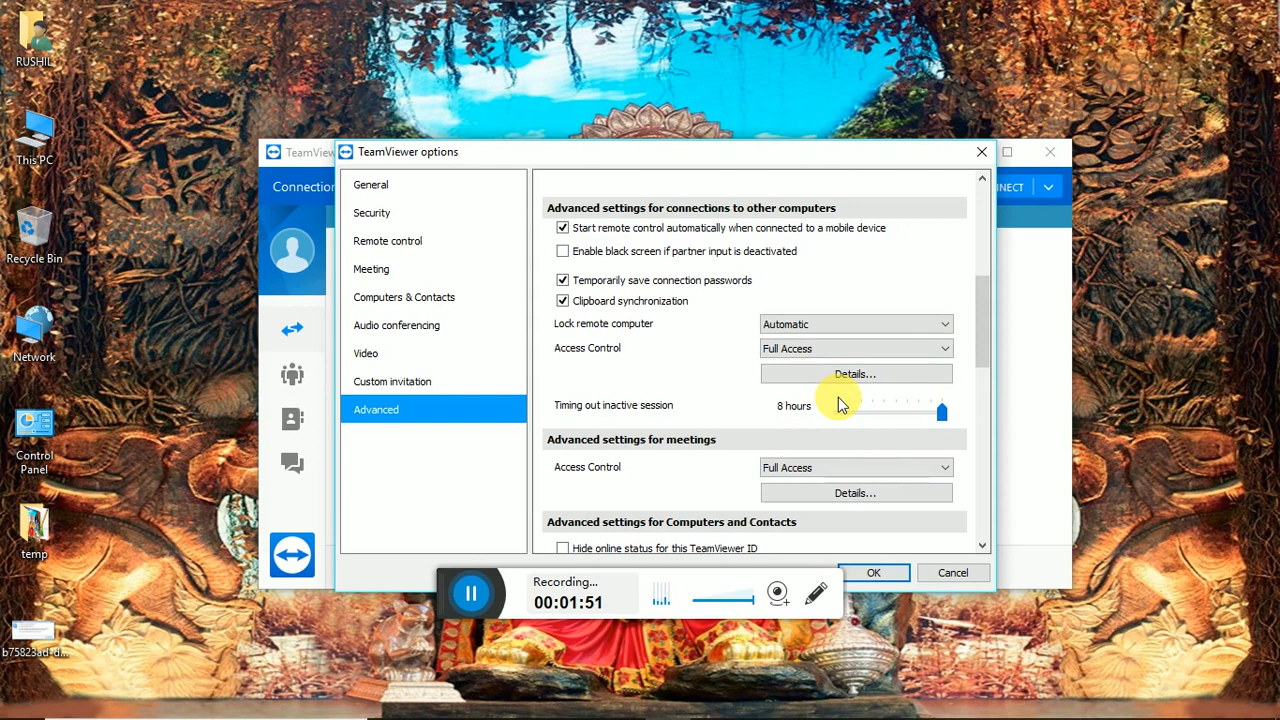 RUSHIL
This PC
Recycle Bin
Network
Control
Panel
temp
b75823ad-d...
TeamView
Connection
NECT
TeamViewer options
General
Security
Remote control
Meeting
Computers & Contacts
Audio conferencing
Video
Custom invitation
Advanced
Advanced settings for connections to other computers
Start remote control automatically when connected to a mobile device
Enable black screen if partner input is deactivated
Temporarily save connection passwords
Clipboard synchronization
Lock remote computer Automatic
Access Control Full Access
Details...
Timing out inactive session 8 hours
Advanced settings for meetings
Access Control Full Access
Details...
Advanced settings for Computers and Contacts
Hide online status for this TeamViewer ID
OK Cancel
Recording...
00:01:51